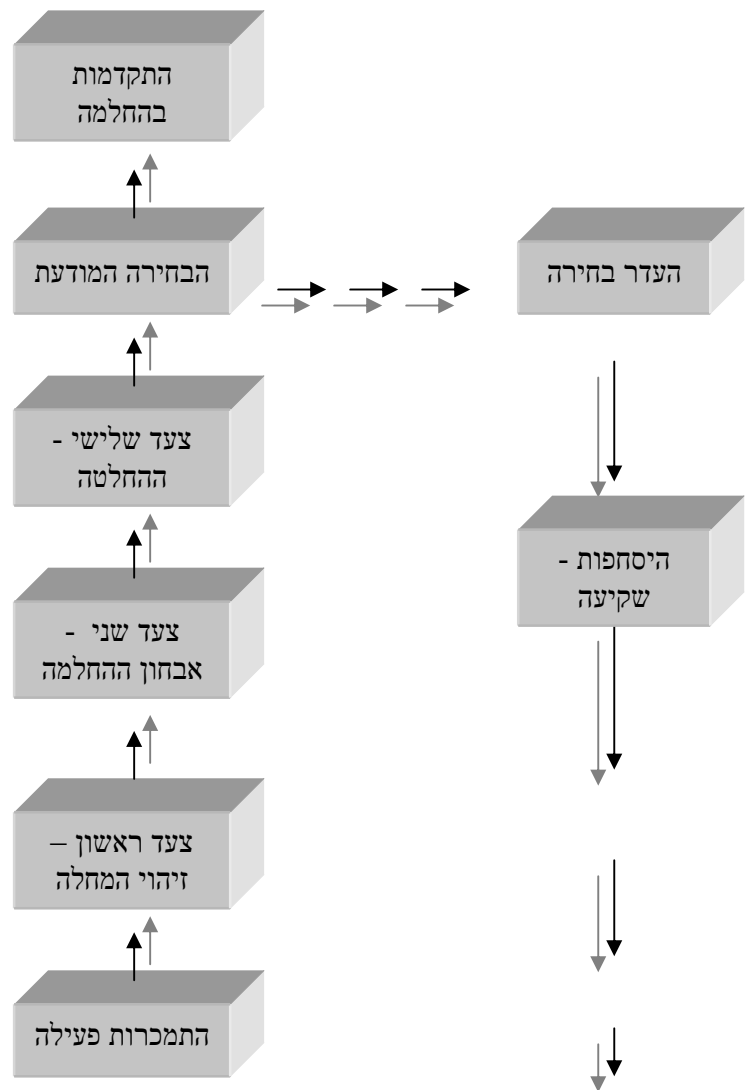 התקדמות
בהחלמה
הבחירה המודעת
העדר בחירה
צעד שלישי -
ההחלטה
היסחפות -
שקיעה
צעד שני -
אבחון ההחלמה
צעד ראשון –
זיהוי המחלה
התמכרות פעילה